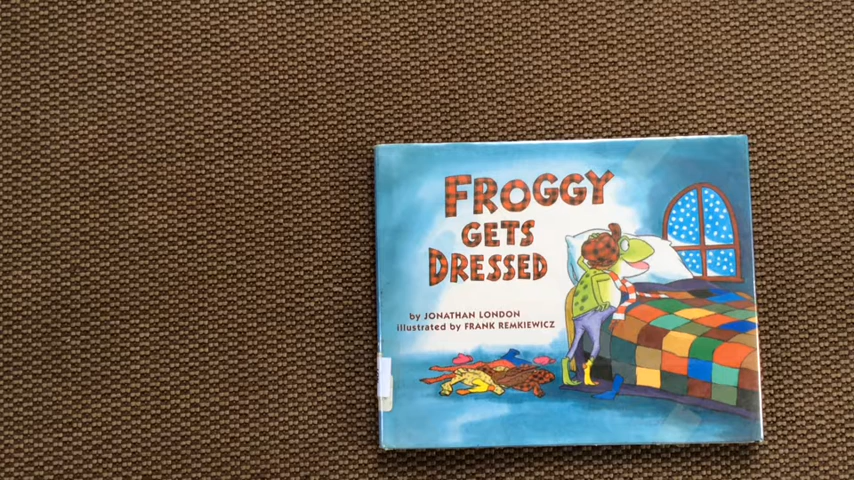 FROGGY
GETS
DRESSED
by JONATHAN LONDON
illustrated by FRANK REMKIEWICZ